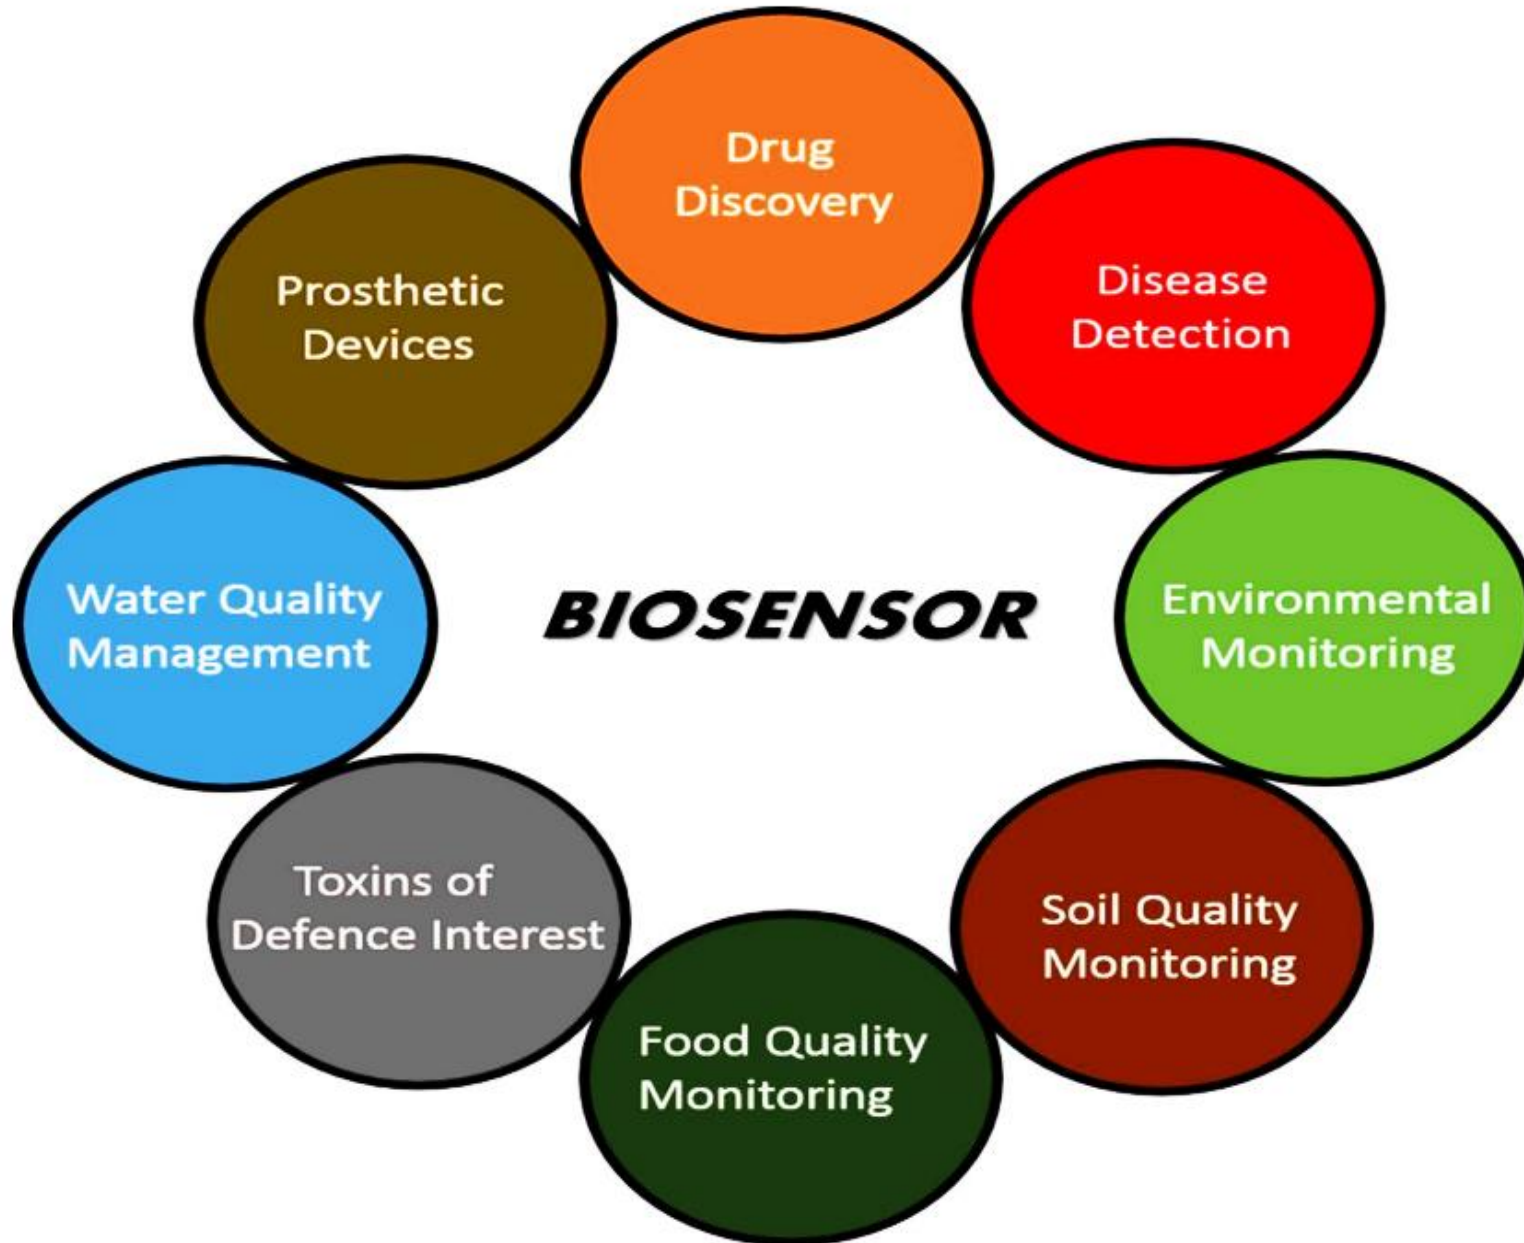 Drug
Discovery
Disease
Detection
Environmental
Monitoring
Soil Quality
Monitoring
Food Quality
Monitoring
Toxins of
Defence Interest
Water Quality
Management
Prosthetic
Devices
BIOSENSOR